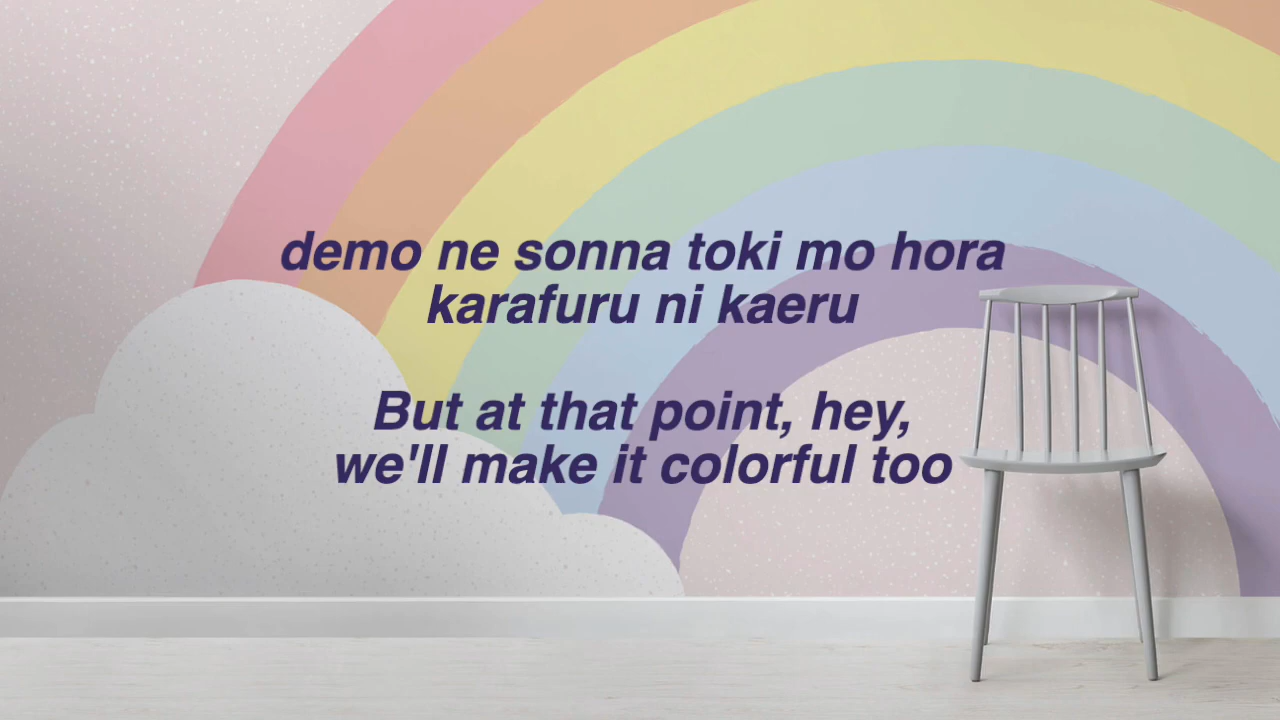 demo ne sonna toki mo hora
karafuru ni kaeru
But at that point, hey,
we'll make it colorful too